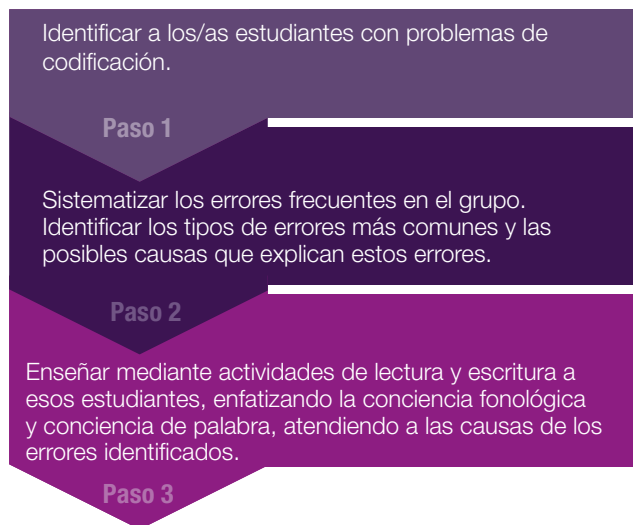 Identificar a los/as estudiantes con problemas de
codificación.
Paso 1
Sistematizar los errores frecuentes en el grupo.
Identificar los tipos de errores más comunes y las
posibles causas que explican estos errores.
Paso 2
Enseñar mediante actividades de lectura y escritura a
esos estudiantes, enfatizando la conciencia fonológica
y conciencia de palabra, atendiendo a las causas de los
errores identificados.
Paso 3